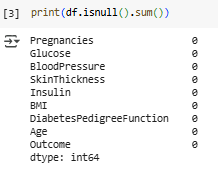 [3] print(df.isnull().sum())
Pregnancies 0
Glucose 0
BloodPressure 0
SkinThickness 0
Insulin 0
BMI 0
DiabetesPedigreeFunction 0
Age 0
Outcome 0
dtype: int64